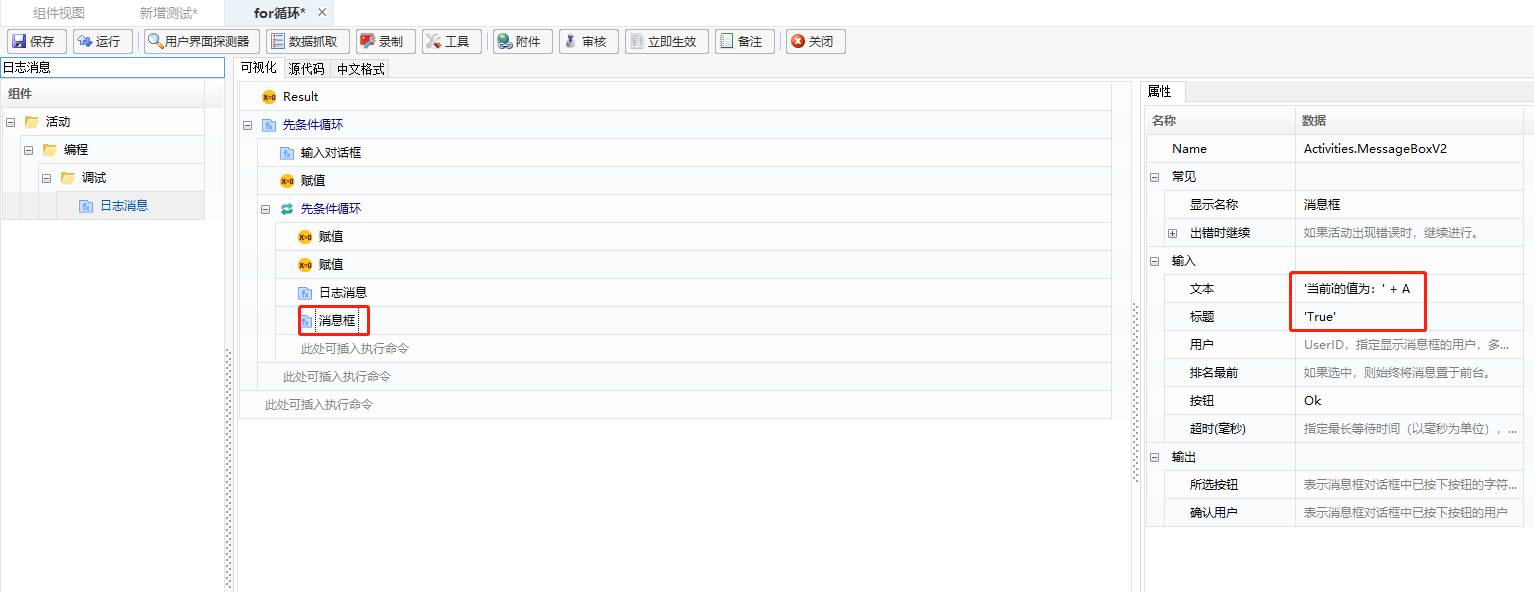 组件视图 新增测试* for循环* ×
保存 运行 用户界面探测器 数据抓取 录制 工具 附件 审核 立即生效 备注 关闭
日志消息
组件
活动
编程
调试
日志消息
可视化 源代码 中文格式
Result
先条件循环
输入对话框
赋值
先条件循环
赋值
赋值
日志消息
消息框
此处可插入执行命令
此处可插入执行命令
此处可插入执行命令
属性
名称 数据
Name Activities.MessageBoxV2
常见
显示名称 消息框
出错时继续 如果活动出现错误时，继续进行。
输入
文本 '当前i的值为：' + A
标题 'True'
用户 UserID，指定显示消息框的用户，多...
排名最前 如果选中，则始终将消息置于前台。
按钮 Ok
超时(毫秒) 指定最长等待时间（以毫秒为单位），...
输出
所选按钮 表示消息框对话框中已按下按钮的字符...
确认用户 表示消息框对话框中已按下按钮的用户